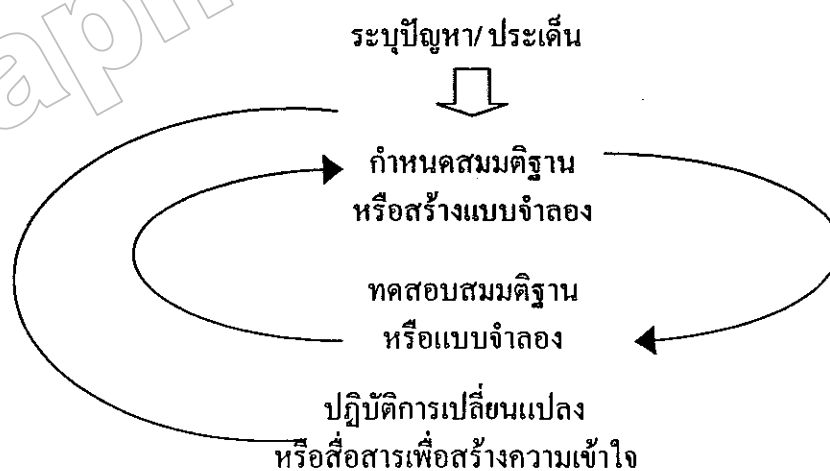 ระบุปัญหา/ ประเด็น
กำหนดสมมติฐาน
หรือสร้างแบบจำลอง
ทดสอบสมมติฐาน
หรือแบบจำลอง
ปฏิบัติการเปลี่ยนแปลง
หรือสื่อสารเพื่อสร้างความเข้าใจ